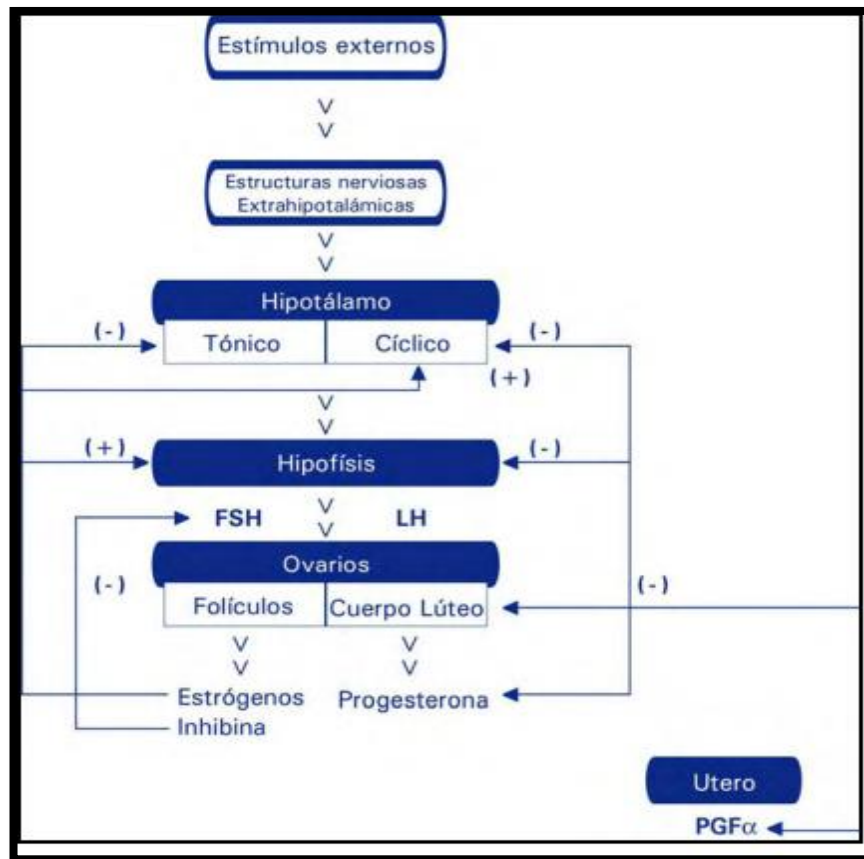 Estímulos externos
Estructuras nerviosas
Extrahipotalámicas
Hipotálamo
(-) Tónico Cíclico (-)
(+)
(+) Hipofísis (-)
FSH LH
Ovarios
(-) Folículos Cuerpo Lúteo (-)
Estrógenos Progesterona
Inhibina
Utero
PGFα